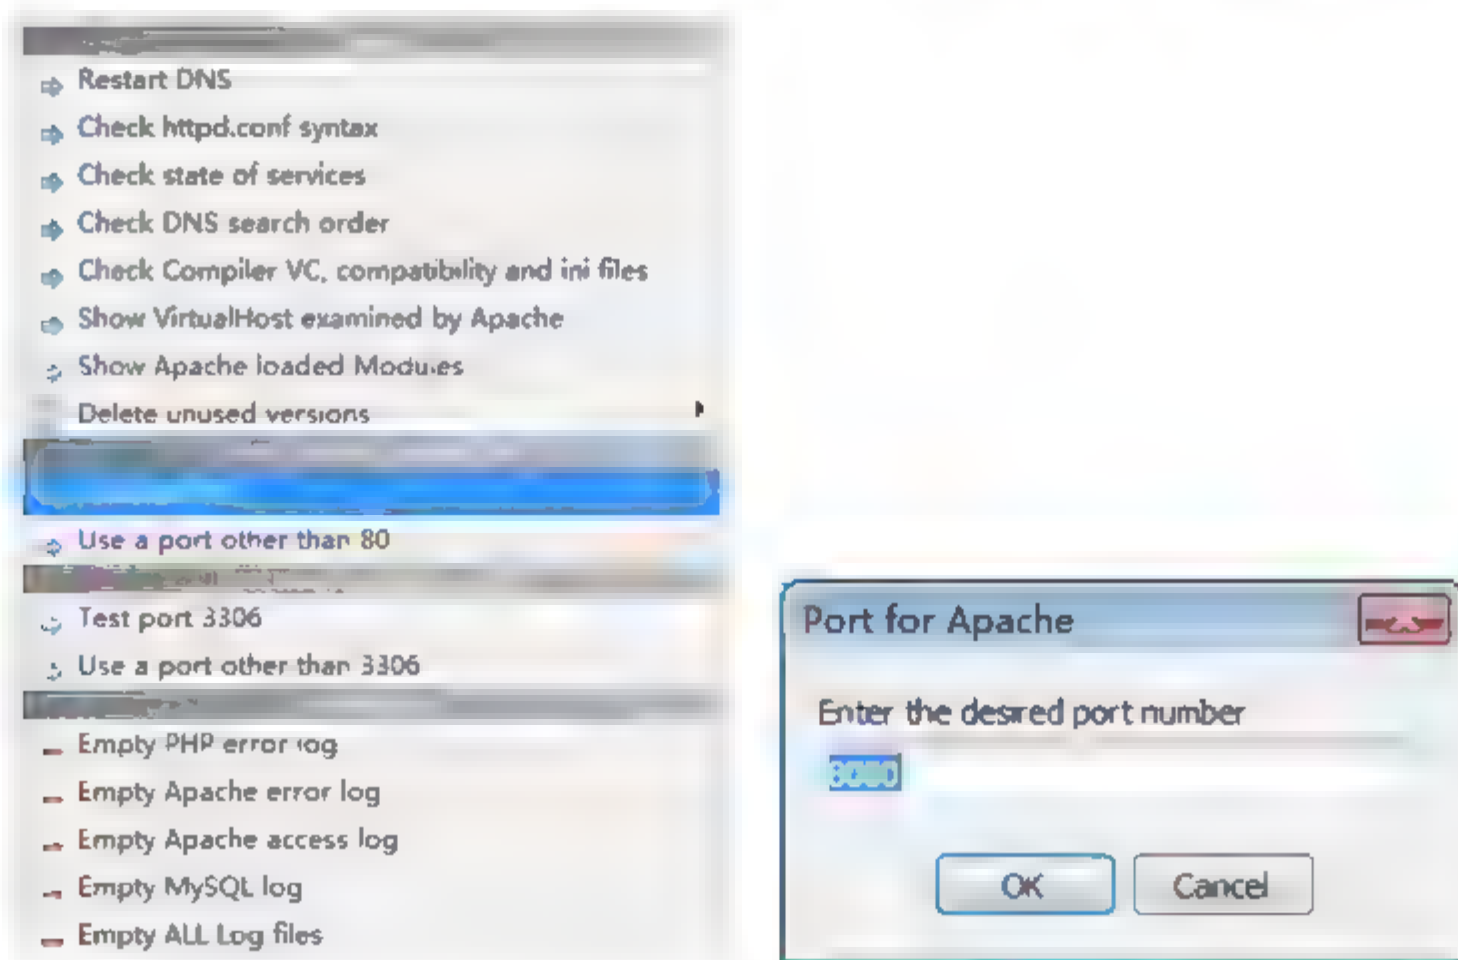 Restart DNS
Check httpd.conf syntax
Check state of services
Check DNS search order
Check Compiler VC, compatibility and ini files
Show VirtualHost examined by Apache
Show Apache loaded Modules
Delete unused versions
Use a port other than 80
Test port 3306
Use a port other than 3306
Empty PHP error log
Empty Apache error log
Empty Apache access log
Empty MySQL log
Empty ALL Log files
Port for Apache
Enter the desired port number
OK
Cancel